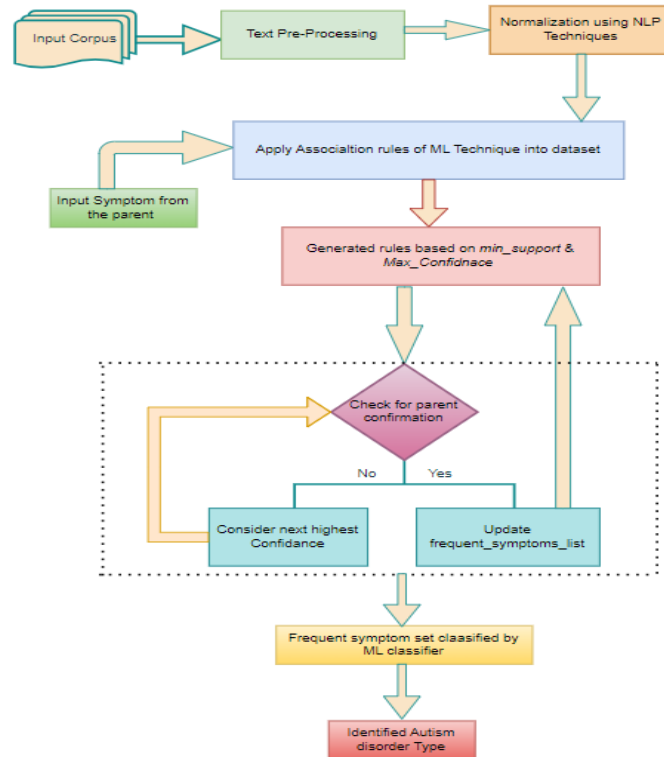 Input Corpus
Text Pre-Processing
Normalization using NLP
Techniques
Apply Associaltion rules of ML Technique into dataset
Input Symptom from
the parent
Generated rules based on min_support &
Max_Confidnace
Check for parent
confirmation
No
Yes
Consider next highest
Confidance
Update
frequent_symptoms_list
Frequent symptom set claasified by
ML classifier
Identified Autism
disorder Type